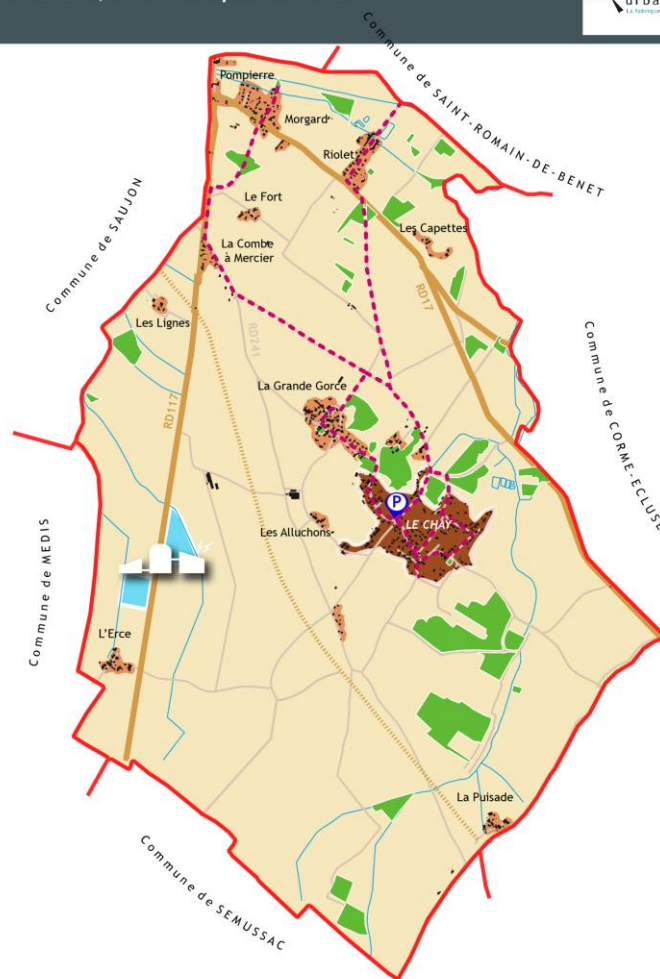 La fabrique
Commune de SAINT-ROMAIN-DE-BENET
Pompierre
Morgard
Riolet
Commune de SAUJON
Le Fort
Les Capettes
La Combe
à Mercier
RD17
Les Lignes
RD241
Commune de CORME-ECLUSE
La Grande Gorce
RD117
P
LE CHAY
Les Alluchons
Commune de MEDIS
L'Erce
La Puisade
Commune de SEMUSSAC